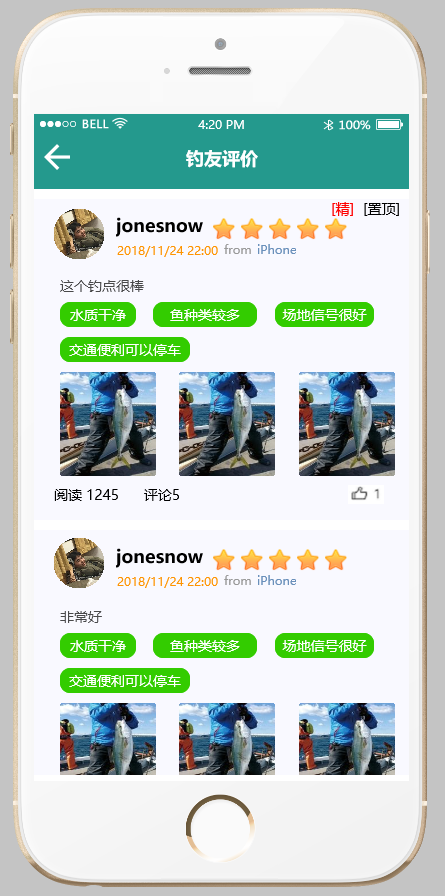 BELL 4:20 PM 100%
钓友评价
[精] [置顶]
jonesnow
2018/11/24 22:00 from iPhone
这个钓点很棒
水质干净 鱼种类较多 场地信号很好
交通便利可以停车
阅读 1245 评论5 1
jonesnow
2018/11/24 22:00 from iPhone
非常好
水质干净 鱼种类较多 场地信号很好
交通便利可以停车